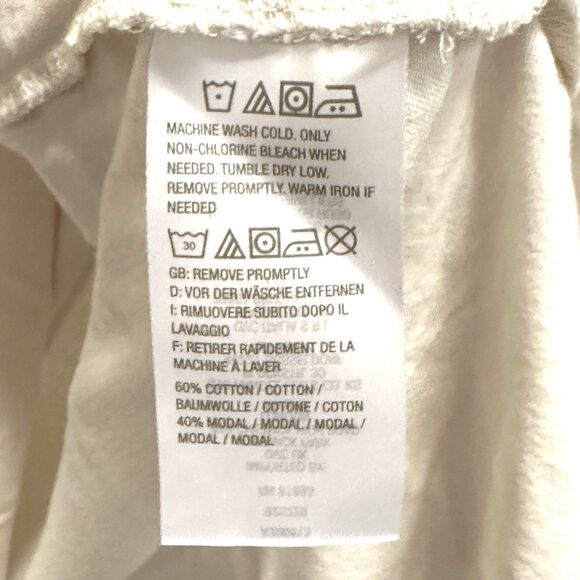 MACHINE WASH COLD. ONLY
NON-CHLORINE BLEACH WHEN
NEEDED. TUMBLE DRY LOW.
REMOVE PROMPTLY. WARM IRON IF
NEEDED
30
GB: REMOVE PROMPTLY
D: VOR DER WÄSCHE ENTFERNEN
I: RIMUOVERE SUBITO DOPO IL
LAVAGGIO
F: RETIRER RAPIDEMENT DE LA
MACHINE À LAVER
60% COTTON / COTTON /
BAUMWOLLE / COTONE / COTON
40% MODAL / MODAL / MODAL /
MODAL / MODAL